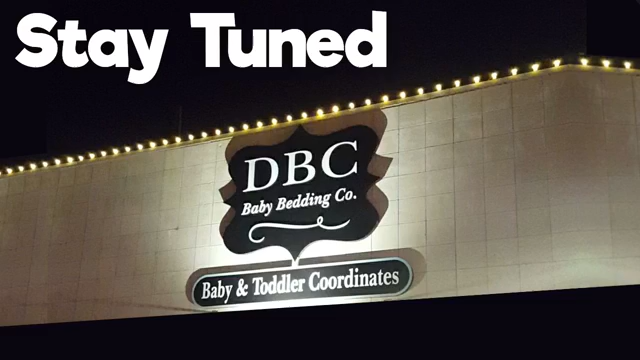 Stay Tuned
DBC
Baby Bedding Co.
Baby & Toddler Coordinates